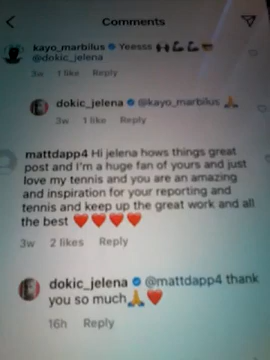 Comments
kayo_marbilus Yeesss 🙌💪💪😎
@dokic_jelena
3w 1 like Reply
dokic_jelena @kayo_marbilus 🙏
3w 1 like Reply
mattdapp4 Hi jelena hows things great
post and I'm a huge fan of yours and just
love my tennis and you are an amazing
and inspiration for your reporting and
tennis and keep up the great work and all
the best ❤️❤️❤️❤️
3w 2 likes Reply
dokic_jelena @mattdapp4 thank
you so much🙏❤️
16h Reply